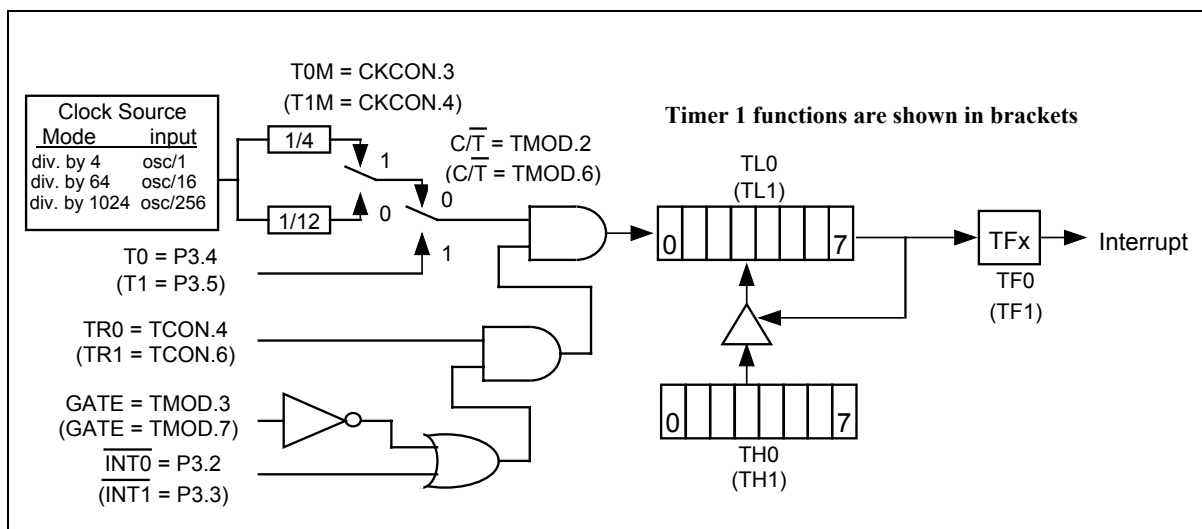 T0M = CKCON.3
(T1M = CKCON.4)
Clock Source
Mode input
div. by 4 osc/1
div. by 64 osc/16
div. by 1024 osc/256
1/4
1/12
1
0
C/T̅ = TMOD.2
(C/T̅ = TMOD.6)
0
1
T0 = P3.4
(T1 = P3.5)
TR0 = TCON.4
(TR1 = TCON.6)
GATE = TMOD.3
(GATE = TMOD.7)
I̅N̅T̅0̅ = P3.2
(I̅N̅T̅1̅ = P3.3)
Timer 1 functions are shown in brackets
TL0
(TL1)
0 7
TFx
Interrupt
TF0
(TF1)
0 7
TH0
(TH1)